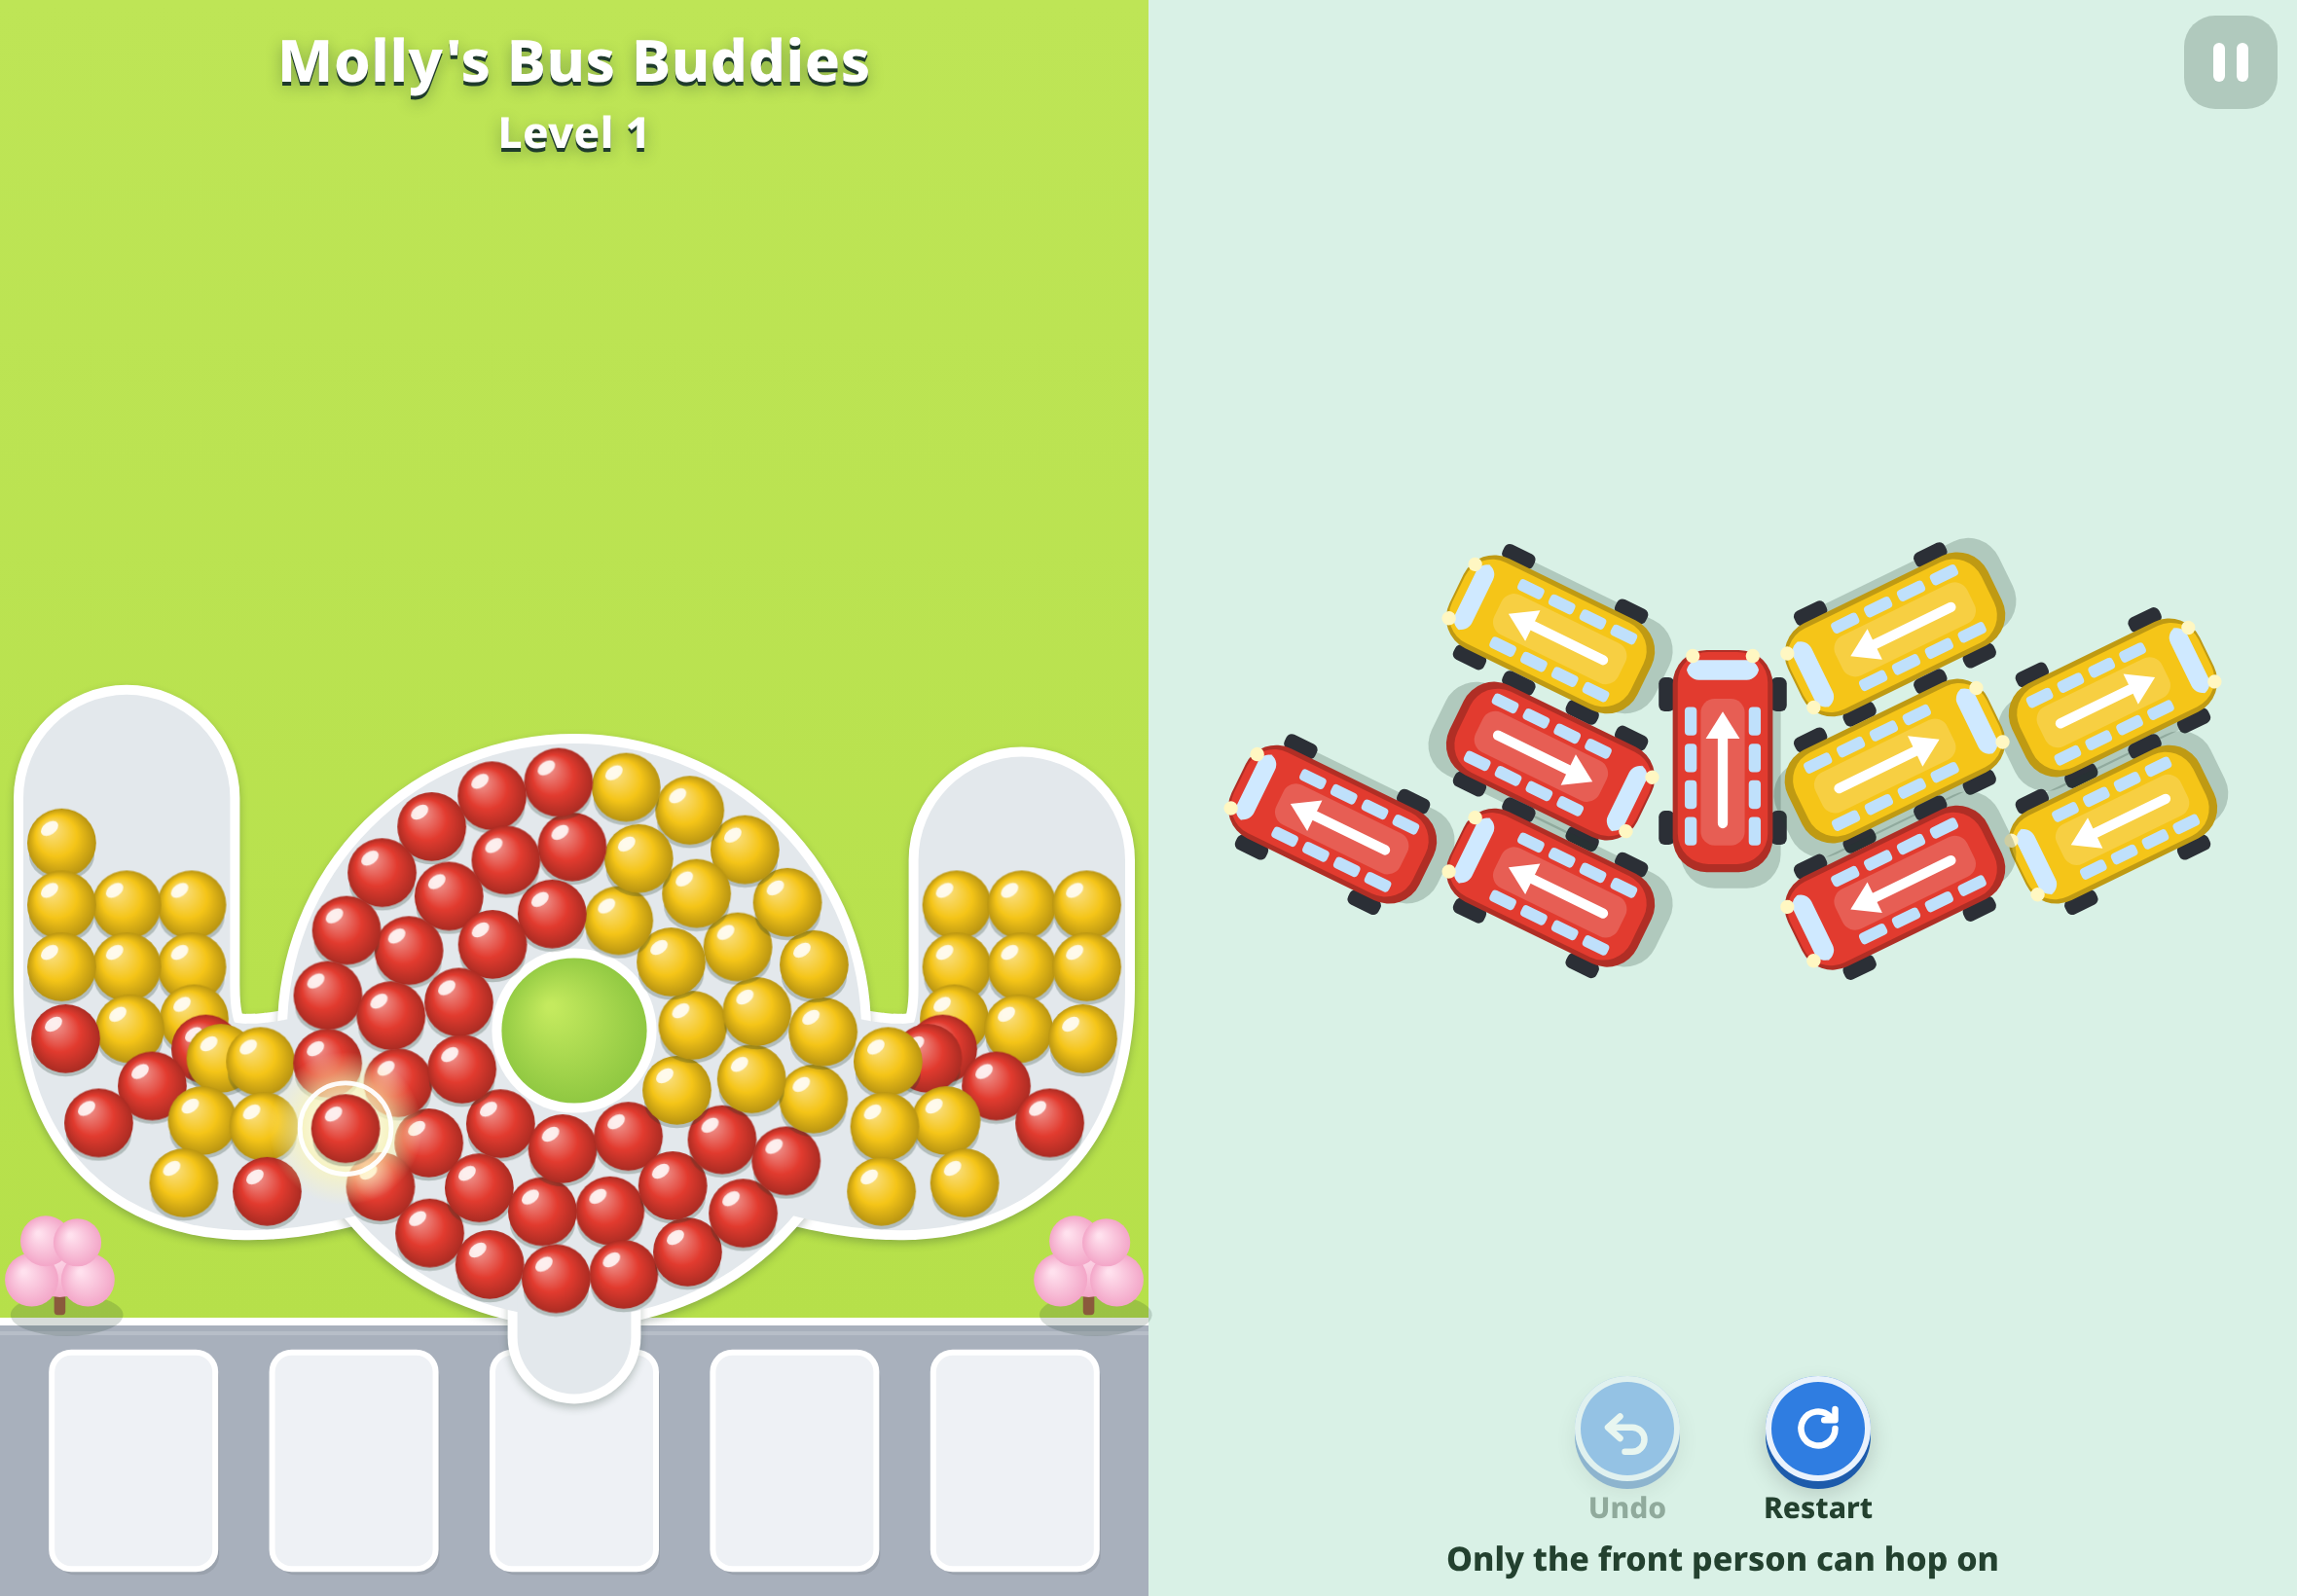 Molly's Bus Buddies
Level 1
Undo
Restart
Only the front person can hop on